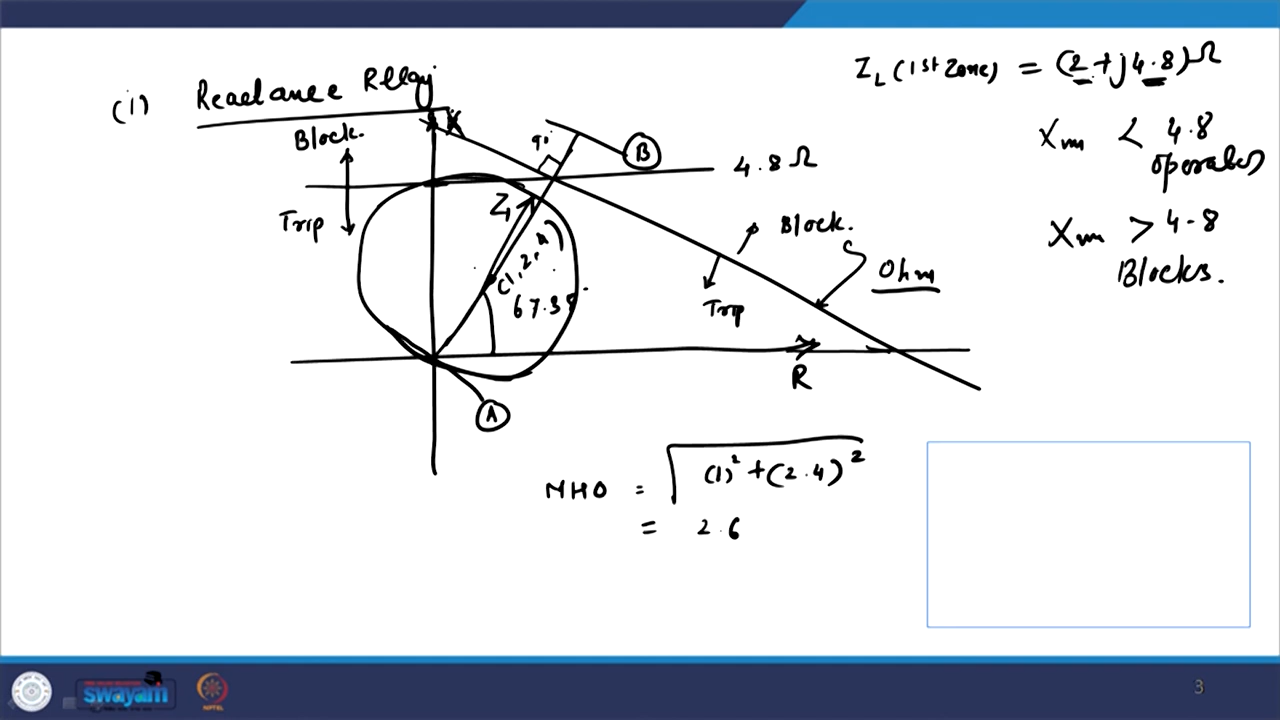 (i) Reactance Relay
X
Block.
Trip
90°
B
4.8 Ω
Z_L (1st Zone) = (2+j4.8)Ω
Xm < 4.8
operates
Xm > 4.8
Blocks.
Z₁
(1, 2.4)
67.38
Block.
Trip
Ohm
R
A
MHO = √(1)² + (2.4)²
= 2.6
swayam
3